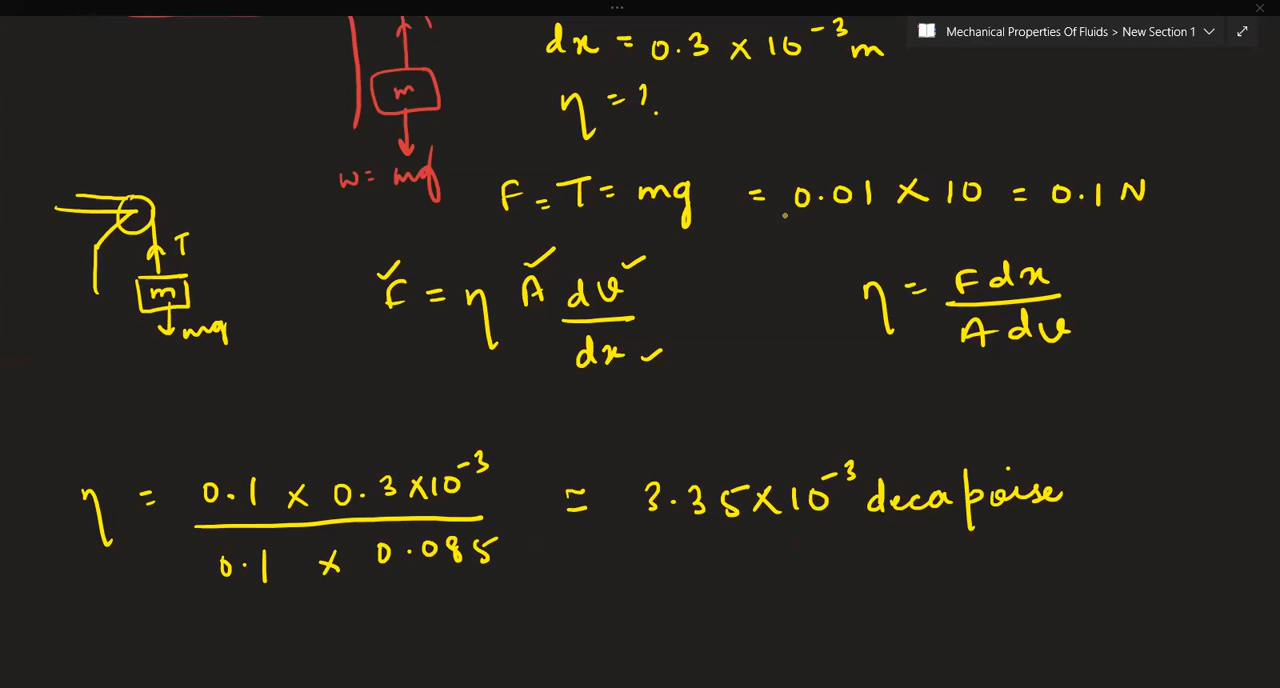 Mechanical Properties Of Fluids > New Section 1
dx = 0.3 × 10⁻³ m
m
η = ?
w = mg
F = T = mg = 0.01 × 10 = 0.1 N
T
m
mg
F = η A dv/dx
η = F dx / A dv
η = 0.1 × 0.3 × 10⁻³ / 0.1 × 0.085 = 3.35 × 10⁻³ decapoise